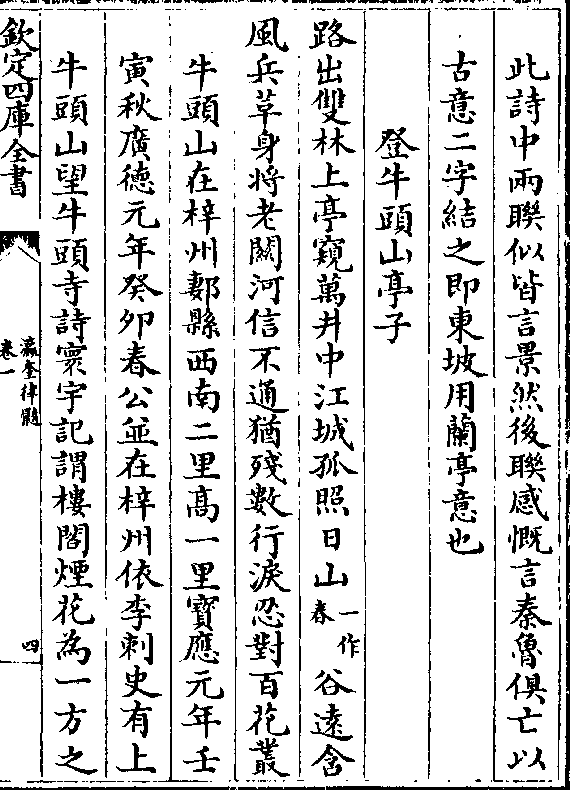 此詩中兩聯似皆言景然後聯感慨言秦魯俱亡以
古意二字結之即東坡用蘭亭意也
登牛頭山亭子
路出雙林上亭窺萬井中江城孤照日山一作春谷遠含
風兵革身將老關河信不通猶殘數行淚忍對百花叢
牛頭山在梓州郪縣西南二里高一里寶應元年壬
寅秋廣徳元年癸卯春公並在梓州依李刺史有上
牛頭山望牛頭寺詩寰宇記謂樓閣煙花為一方之
欽定四庫全書
瀛奎律髓
卷一
四